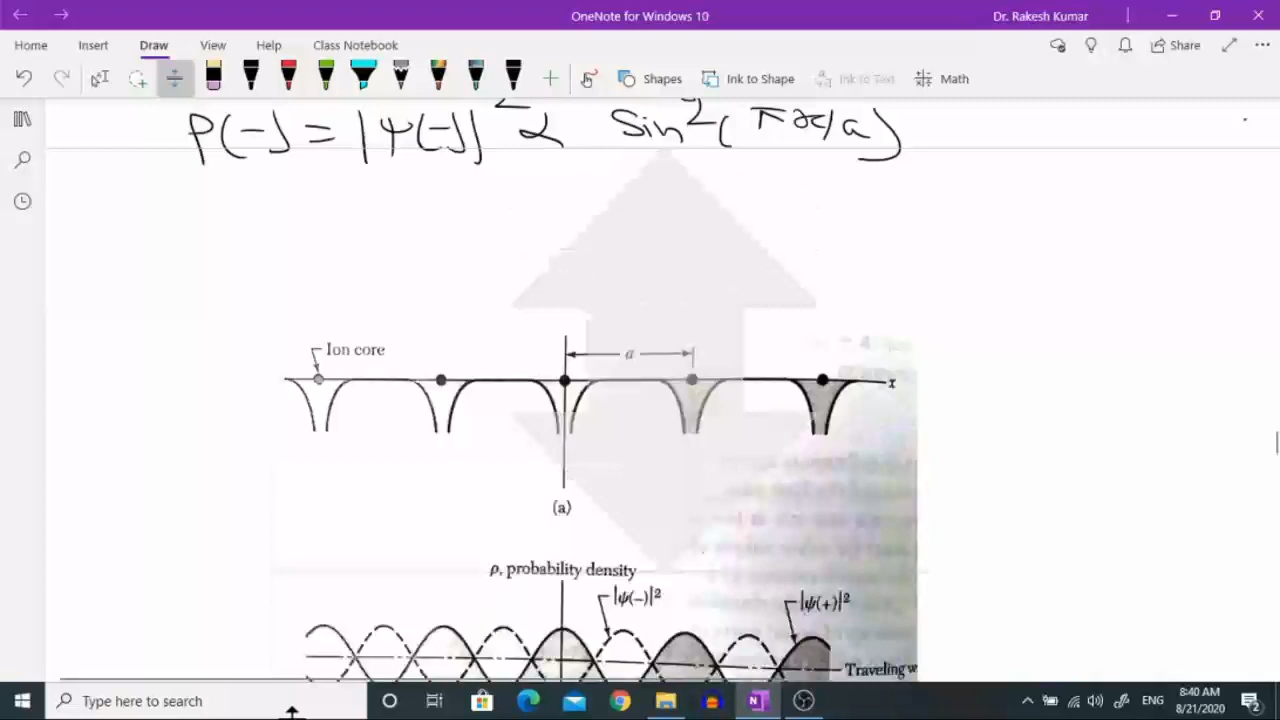 OneNote for Windows 10
Dr. Rakesh Kumar
Home Insert Draw View Help Class Notebook
Share
Shapes
Ink to Shape
Ink to Text
Math
ρ(-) = |ψ(-)|² α Sin²(πx/a)
Ion core
a
x
(a)
ρ, probability density
|ψ(-)|²
|ψ(+)|²
Traveling w
Type here to search
ENG
8:40 AM
8/21/2020
2